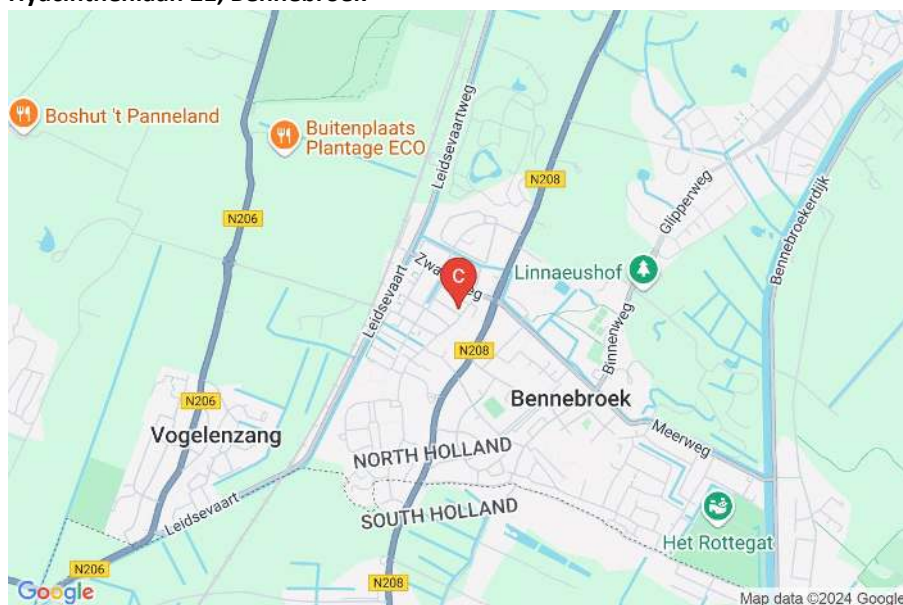 Boshut 't Panneland
Buitenplaats
Plantage ECO
Leidsevaartweg
N208
Glipperweg
Bennebroekerdijk
N206
Linnaeushof
C
Leidsevaart
Binnenweg
N208
N206
Bennebroek
Vogelenzang
Meerweg
NORTH HOLLAND
SOUTH HOLLAND
Leidsevaart
Het Rottegat
N206
N208
Google
Map data ©2024 Google